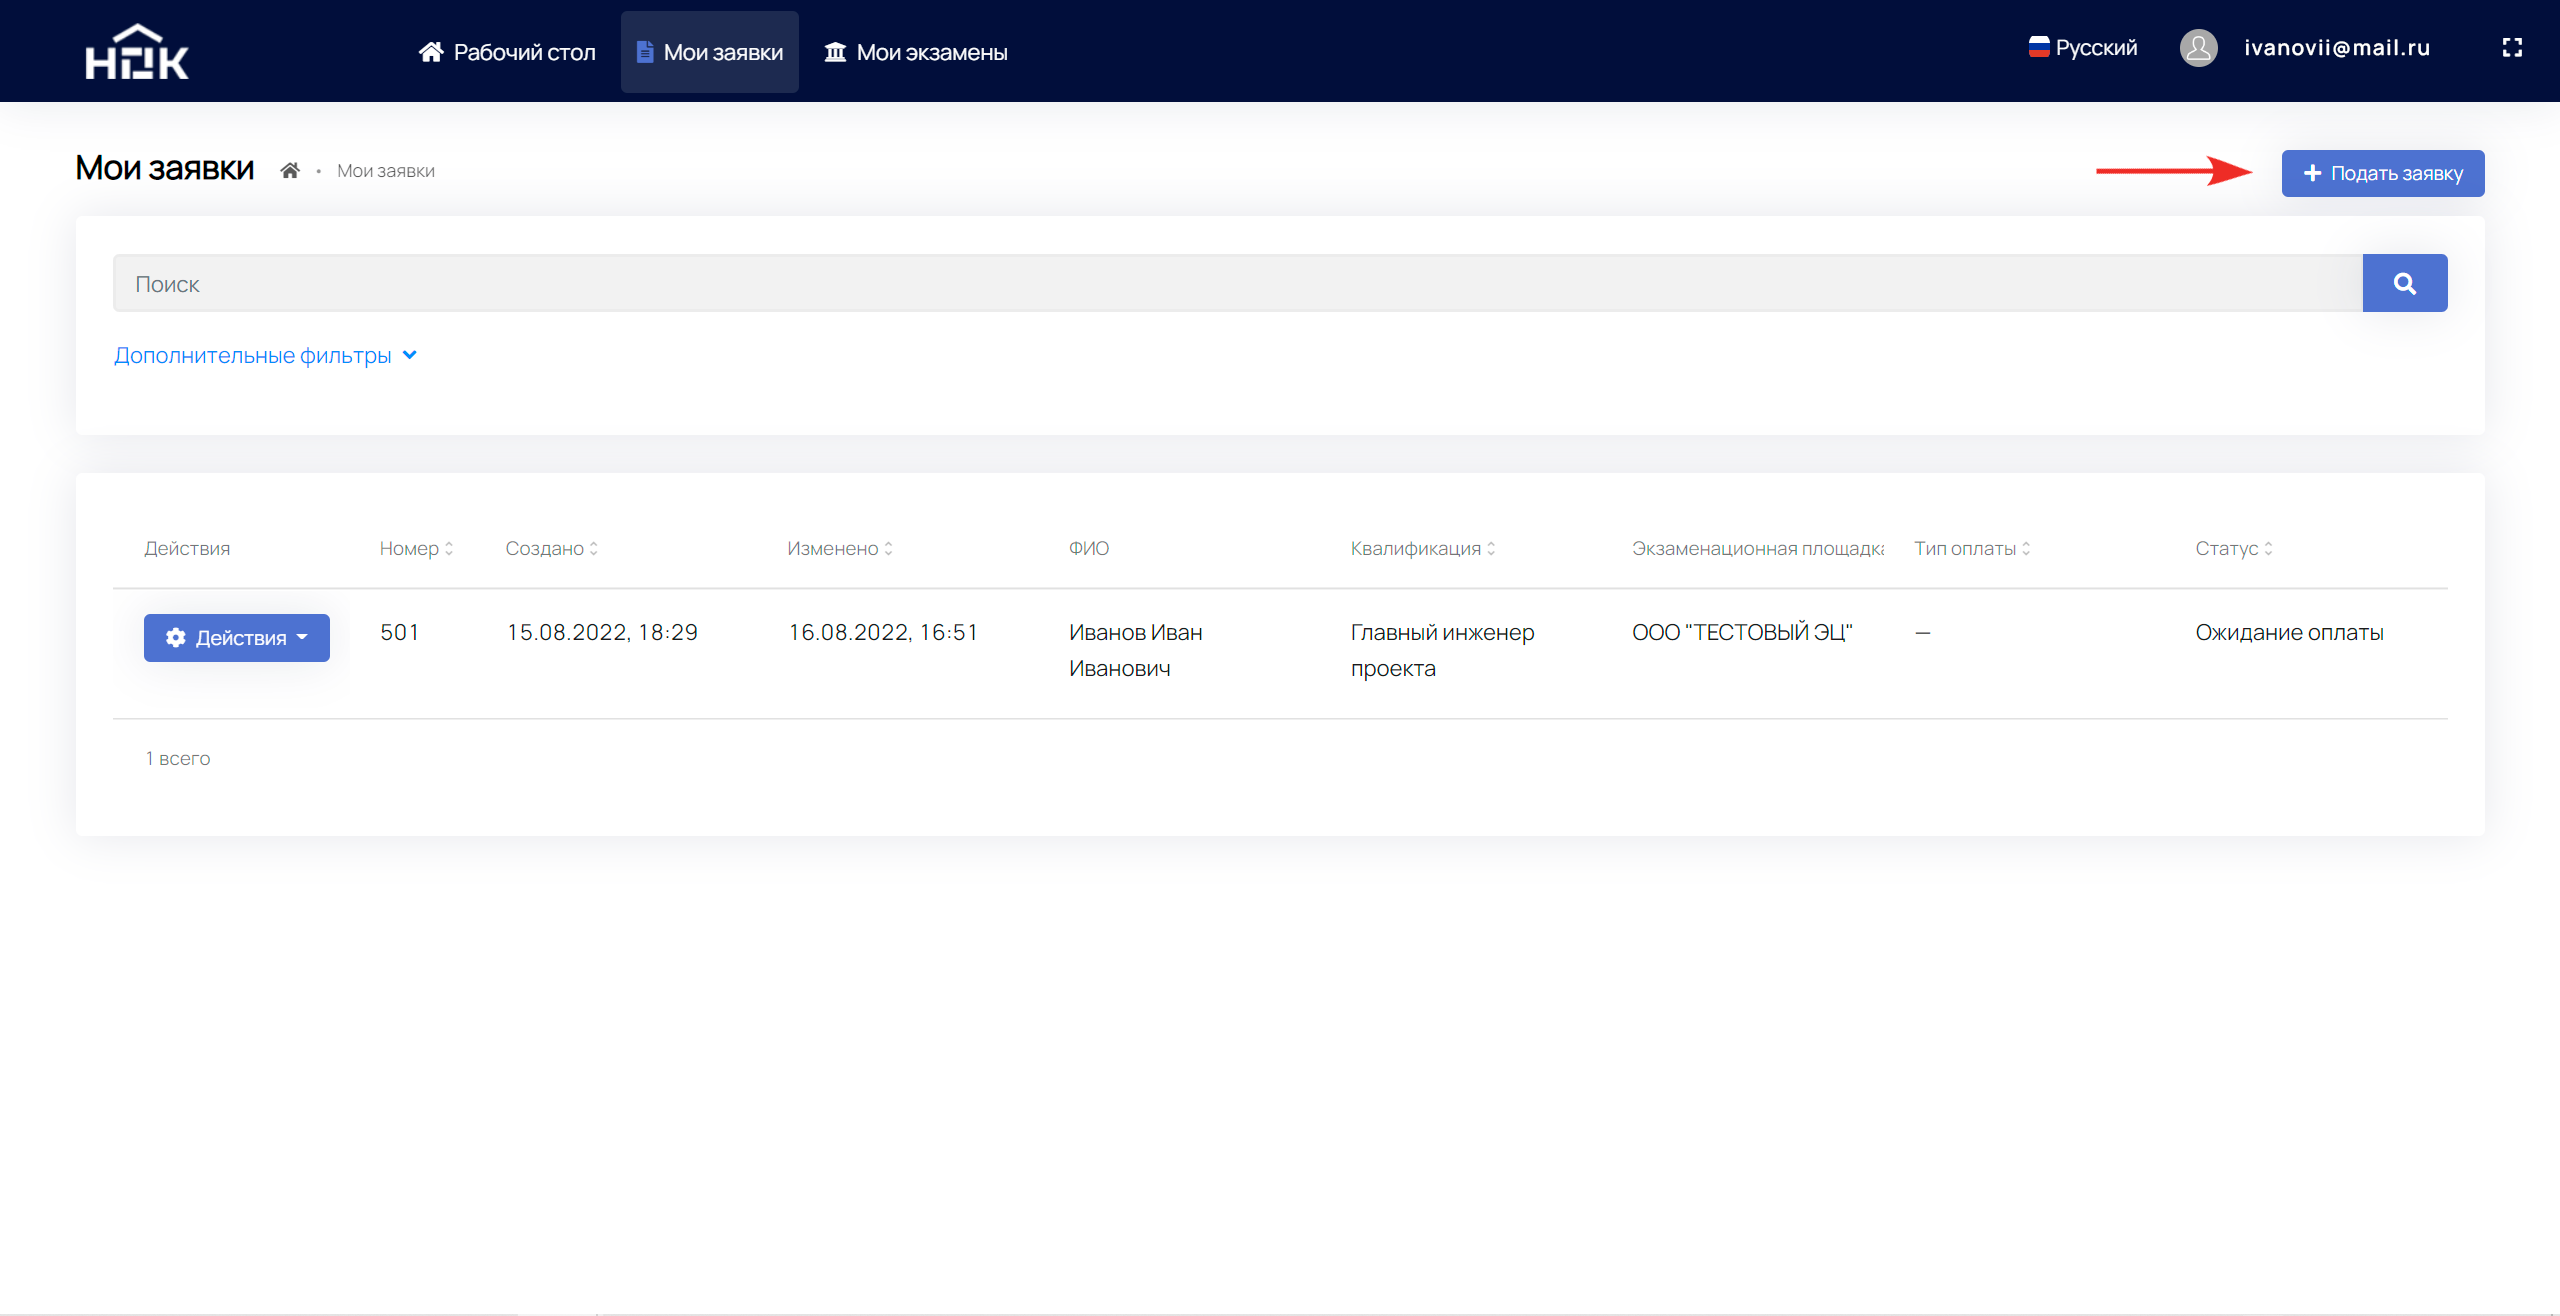 НОК
Рабочий стол
Мои заявки
Мои экзамены
Русский
ivanovii@mail.ru
Мои заявки
Мои заявки
Подать заявку
Поиск
Дополнительные фильтры
Действия Номер Создано Изменено ФИО Квалификация Экзаменационная площадка Тип оплаты Статус
Действия 501 15.08.2022, 18:29 16.08.2022, 16:51 Иванов Иван Главный инженер ООО "ТЕСТОВЫЙ ЭЦ" — Ожидание оплаты
Иванович проекта
1 всего